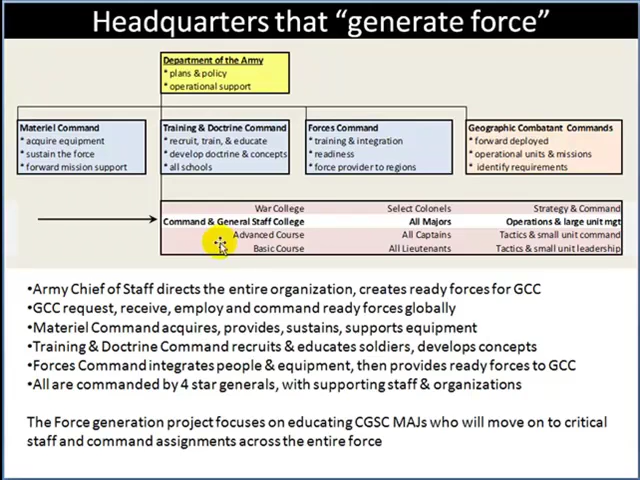 Headquarters that "generate force"
Department of the Army
* plans & policy
* operational support
Materiel Command
* acquire equipment
* sustain the force
* forward mission support
Training & Doctrine Command
* recruit, train, & educate
* develop doctrine & concepts
* all schools
Forces Command
* training & integration
* readiness
* force provider to regions
Geographic Combatant Commands
* forward deployed
* operational units & missions
* identify requirements
War College Select Colonels Strategy & Command
Command & General Staff College All Majors Operations & large unit mgt
Advanced Course All Captains Tactics & small unit command
Basic Course All Lieutenants Tactics & small unit leadership
•Army Chief of Staff directs the entire organization, creates ready forces for GCC
•GCC request, receive, employ and command ready forces globally
•Materiel Command acquires, provides, sustains, supports equipment
•Training & Doctrine Command recruits & educates soldiers, develops concepts
•Forces Command integrates people & equipment, then provides ready forces to GCC
•All are commanded by 4 star generals, with supporting staff & organizations
The Force generation project focuses on educating CGSC MAJs who will move on to critical
staff and command assignments across the entire force